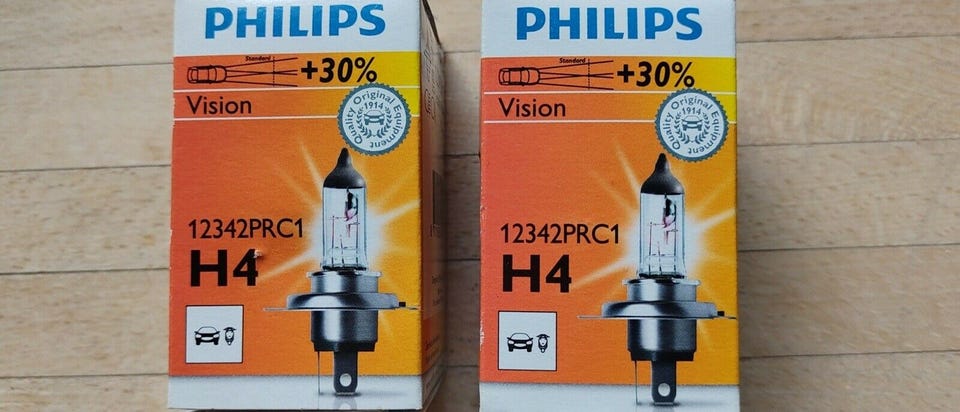 PHILIPS
Standard
+30%
Vision
Quality Original Equipment
1914
12342PRC1
H4
PHILIPS
Standard
+30%
Vision
Quality Original Equipment
1914
12342PRC1
H4